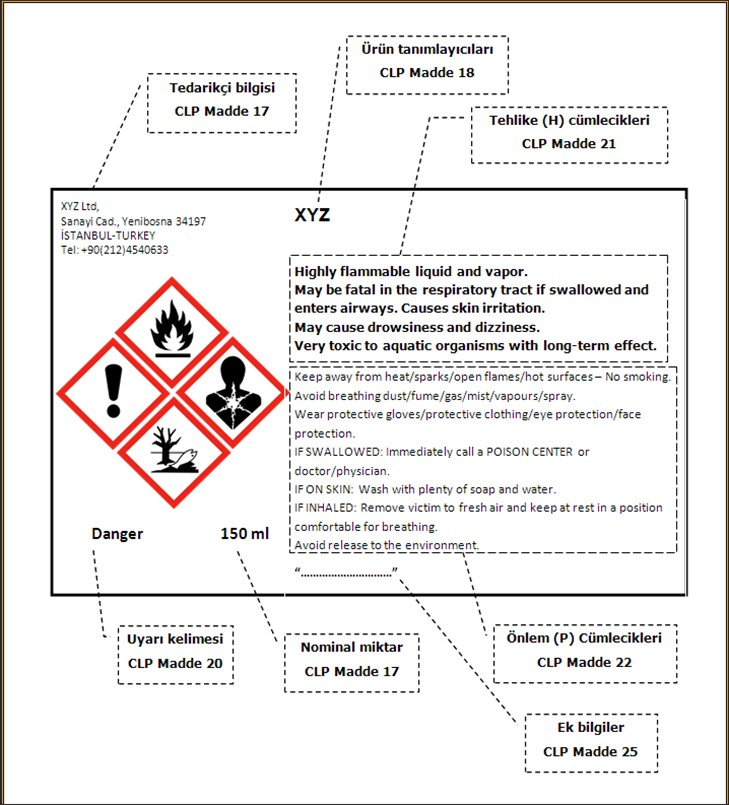 Ürün tanımlayıcıları
CLP Madde 18
Tedarikçi bilgisi
CLP Madde 17
Tehlike (H) cümlecikleri
CLP Madde 21
XYZ Ltd,
Sanayi Cad., Yenibosna 34197
İSTANBUL-TURKEY
Tel: +90(212)4540633
XYZ
Highly flammable liquid and vapor.
May be fatal in the respiratory tract if swallowed and
enters airways. Causes skin irritation.
May cause drowsiness and dizziness.
Very toxic to aquatic organisms with long-term effect.
Keep away from heat/sparks/open flames/hot surfaces – No smoking.
Avoid breathing dust/fume/gas/mist/vapours/spray.
Wear protective gloves/protective clothing/eye protection/face
protection.
IF SWALLOWED: Immediately call a POISON CENTER or
doctor/physician.
IF ON SKIN: Wash with plenty of soap and water.
IF INHALED: Remove victim to fresh air and keep at rest in a position
comfortable for breathing.
Avoid release to the environment.
Danger
150 ml
“..............................”
Uyarı kelimesi
CLP Madde 20
Nominal miktar
CLP Madde 17
Önlem (P) Cümlecikleri
CLP Madde 22
Ek bilgiler
CLP Madde 25